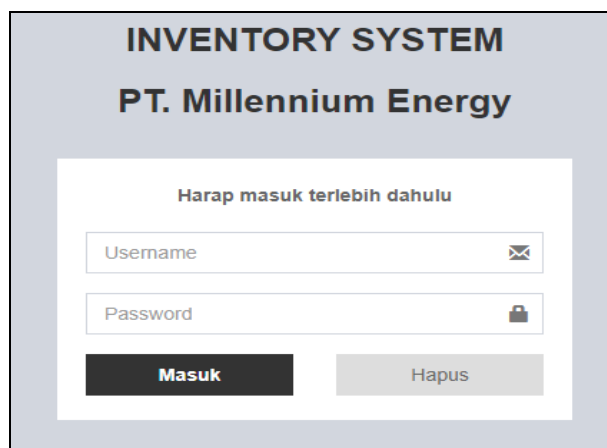 INVENTORY SYSTEM
PT. Millennium Energy
Harap masuk terlebih dahulu
Username
Password
Masuk Hapus